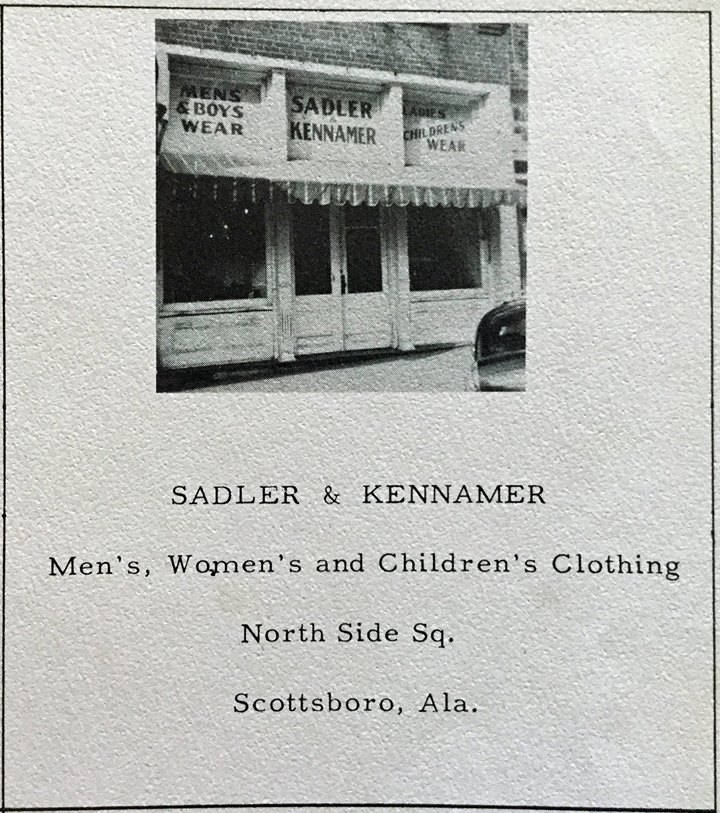 MENS
& BOYS
WEAR
SADLER
&
KENNAMER
LADIES
CHILDRENS
WEAR
SADLER & KENNAMER
Men's, Women's and Children's Clothing
North Side Sq.
Scottsboro, Ala.